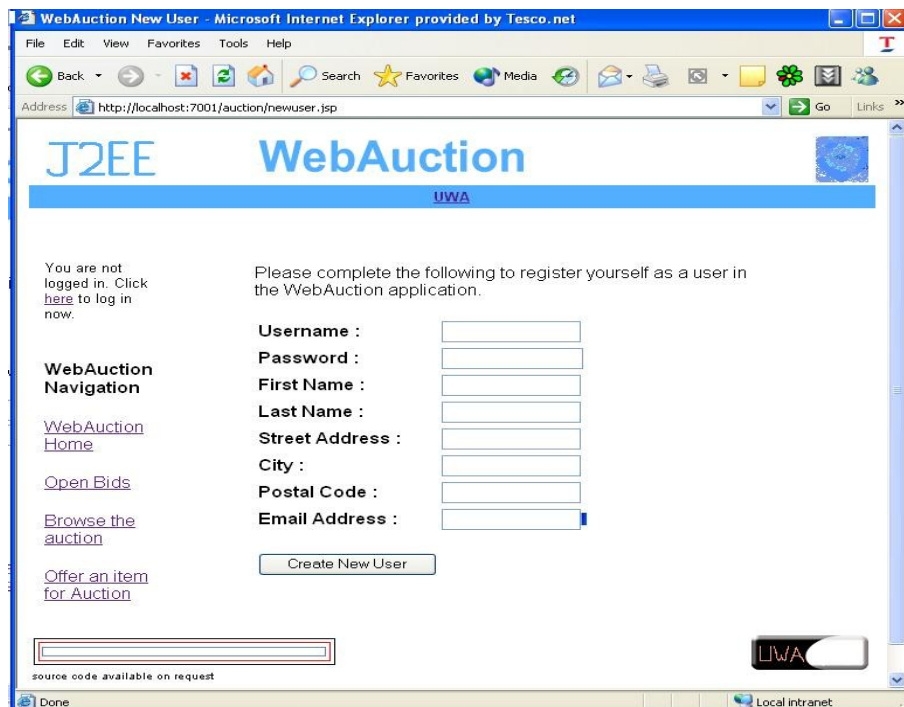 WebAuction New User - Microsoft Internet Explorer provided by Tesco.net
File Edit View Favorites Tools Help
Back Search Favorites Media
Address http://localhost:7001/auction/newuser.jsp Go Links »
J2EE WebAuction
UWA
You are not
logged in. Click
here to log in
now.
Please complete the following to register yourself as a user in
the WebAuction application.
Username :
Password :
First Name :
Last Name :
Street Address :
City :
Postal Code :
Email Address :
Create New User
WebAuction
Navigation
WebAuction
Home
Open Bids
Browse the
auction
Offer an item
for Auction
source code available on request
UWA
Done Local intranet